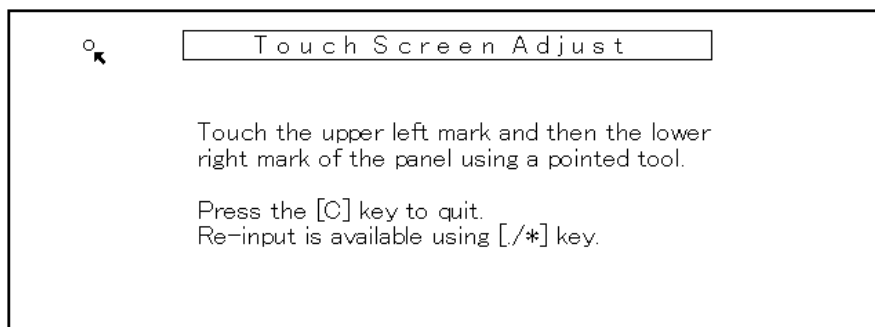 Touch Screen Adjust
Touch the upper left mark and then the lower
right mark of the panel using a pointed tool.
Press the [C] key to quit.
Re-input is available using [./*] key.